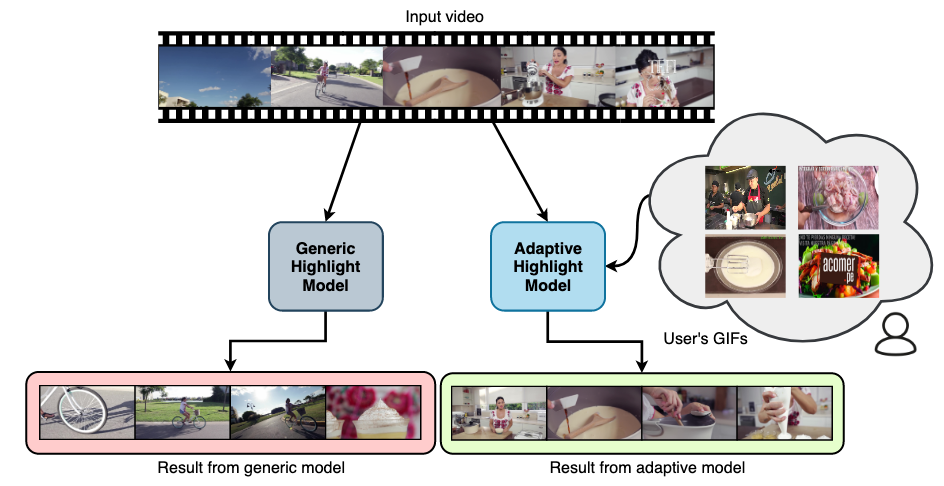 Input video
Generic
Highlight
Model
Adaptive
Highlight
Model
acomer
pe
User's GIFs
Result from generic model
Result from adaptive model